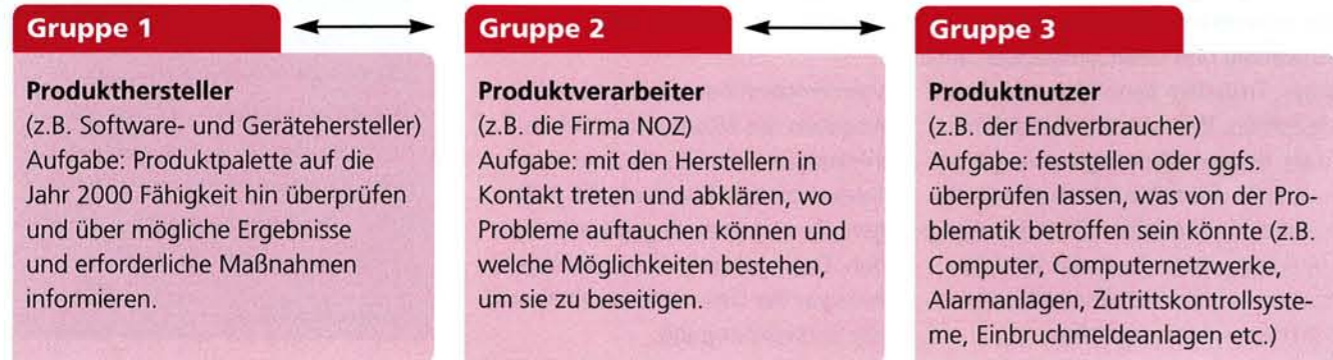 Gruppe 1
Produkthersteller
(z.B. Software- und Gerätehersteller)
Aufgabe: Produktpalette auf die
Jahr 2000 Fähigkeit hin überprüfen
und über mögliche Ergebnisse
und erforderliche Maßnahmen
informieren.
Gruppe 2
Produktverarbeiter
(z.B. die Firma NOZ)
Aufgabe: mit den Herstellern in
Kontakt treten und abklären, wo
Probleme auftauchen können und
welche Möglichkeiten bestehen,
um sie zu beseitigen.
Gruppe 3
Produktnutzer
(z.B. der Endverbraucher)
Aufgabe: feststellen oder ggfs.
überprüfen lassen, was von der Pro-
blematik betroffen sein könnte (z.B.
Computer, Computernetzwerke,
Alarmanlagen, Zutrittskontrollsyste-
me, Einbruchmeldeanlagen etc.)